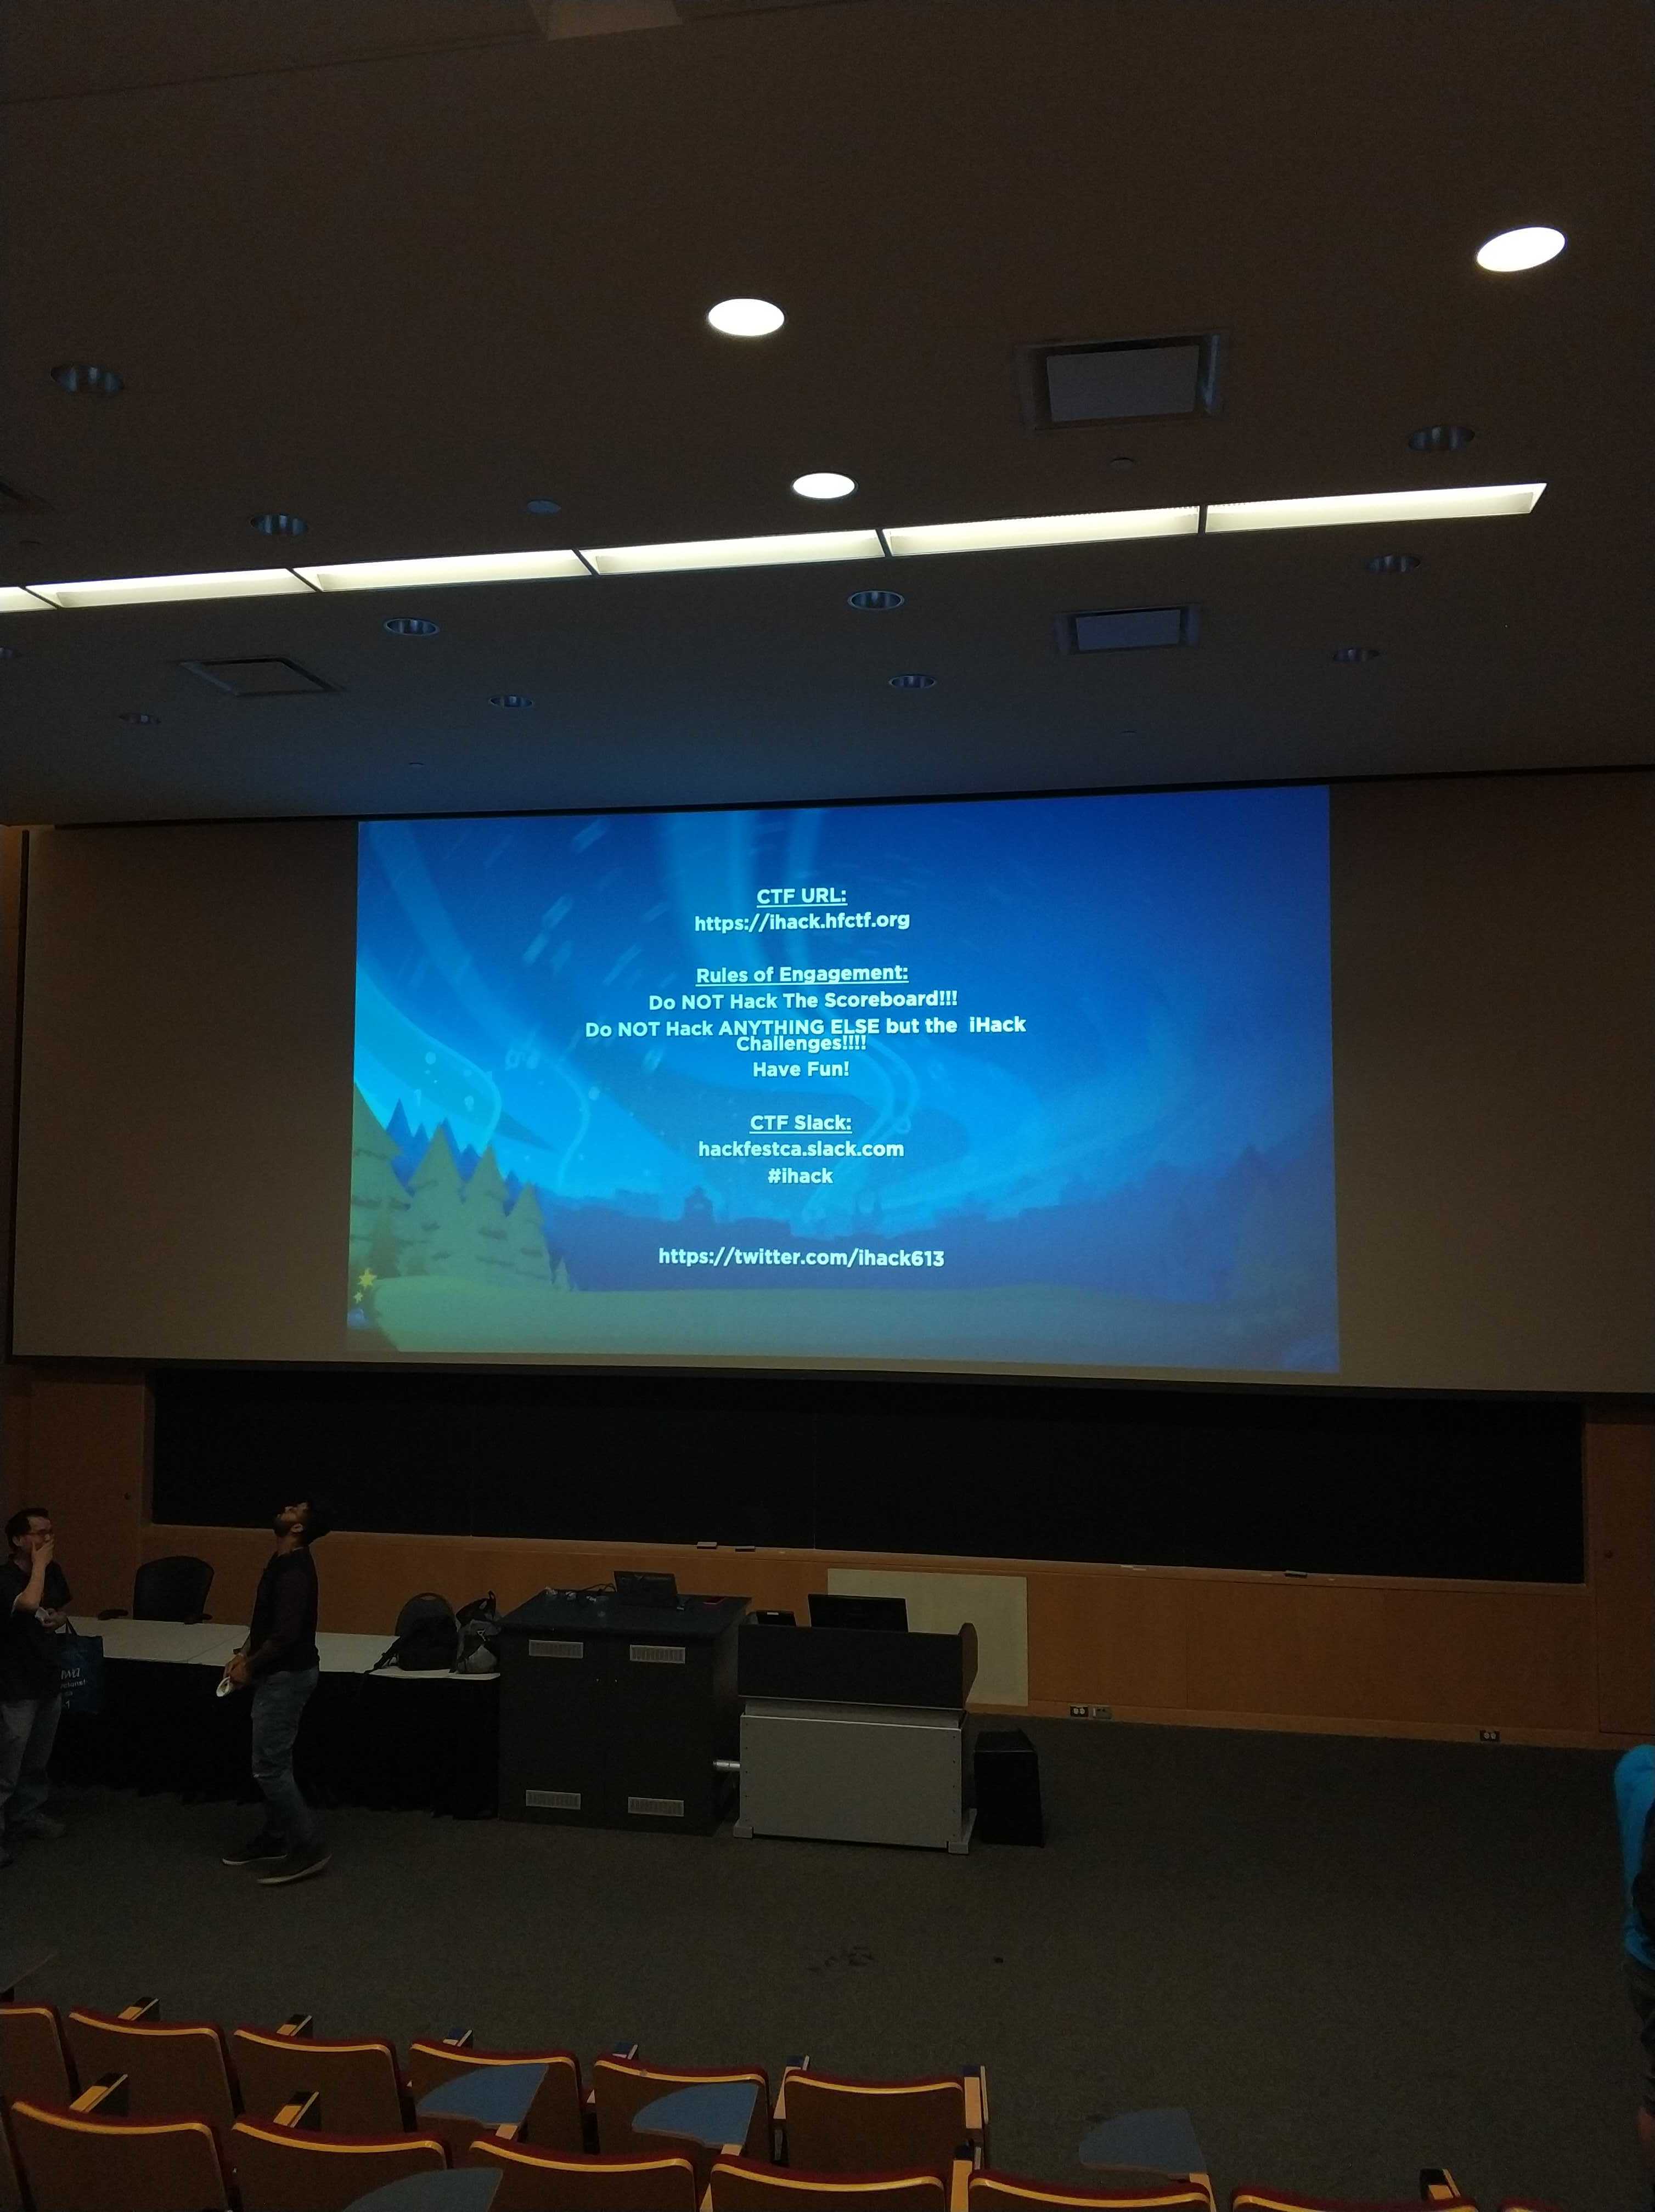 CTF URL:
https://ihack.hfctf.org
Rules of Engagement:
Do NOT Hack The Scoreboard!!!
Do NOT Hack ANYTHING ELSE but the iHack
Challenges!!!!
Have Fun!
CTF Slack:
hackfestca.slack.com
#ihack
https://twitter.com/ihack613